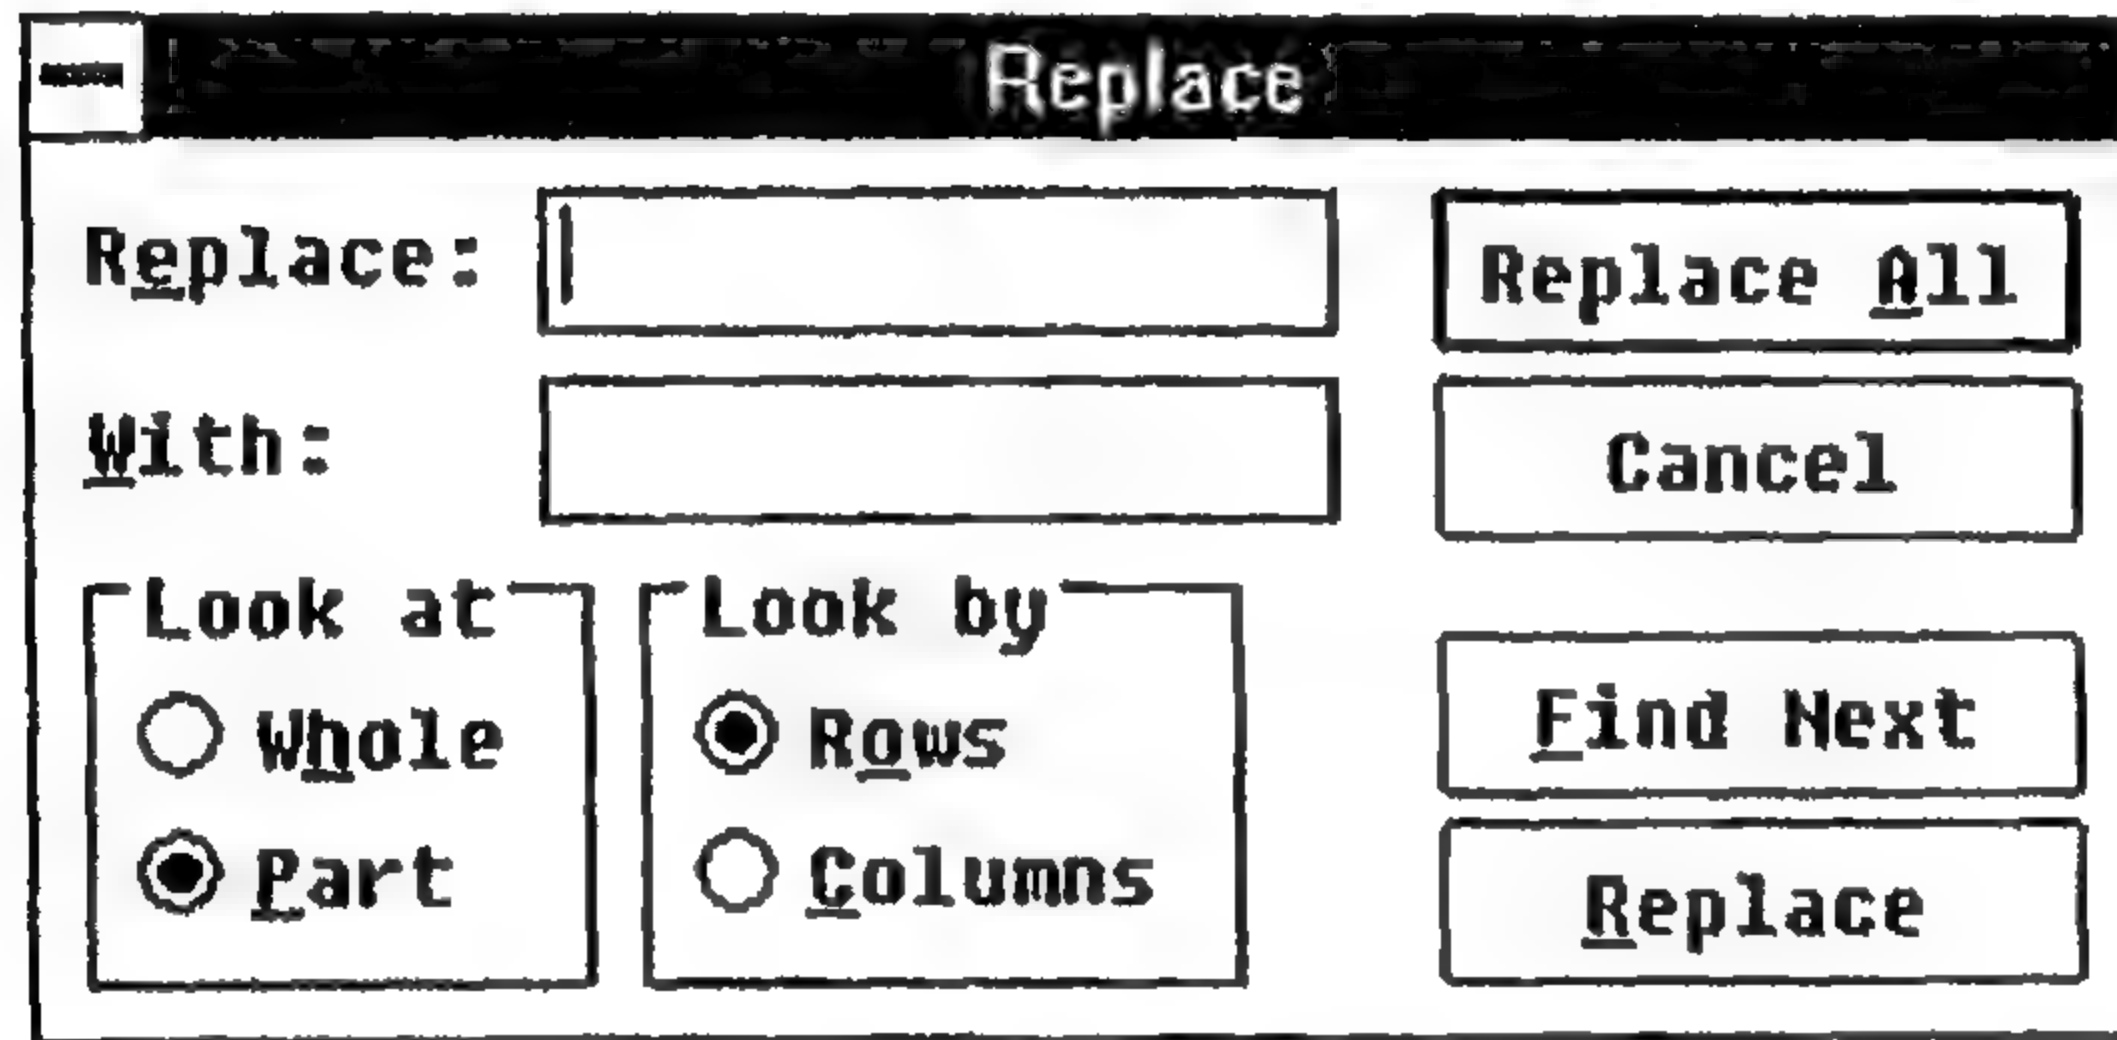 Replace
Replace:
Replace All
With:
Cancel
Look at
Whole
Part
Look by
Rows
Columns
Find Next
Replace